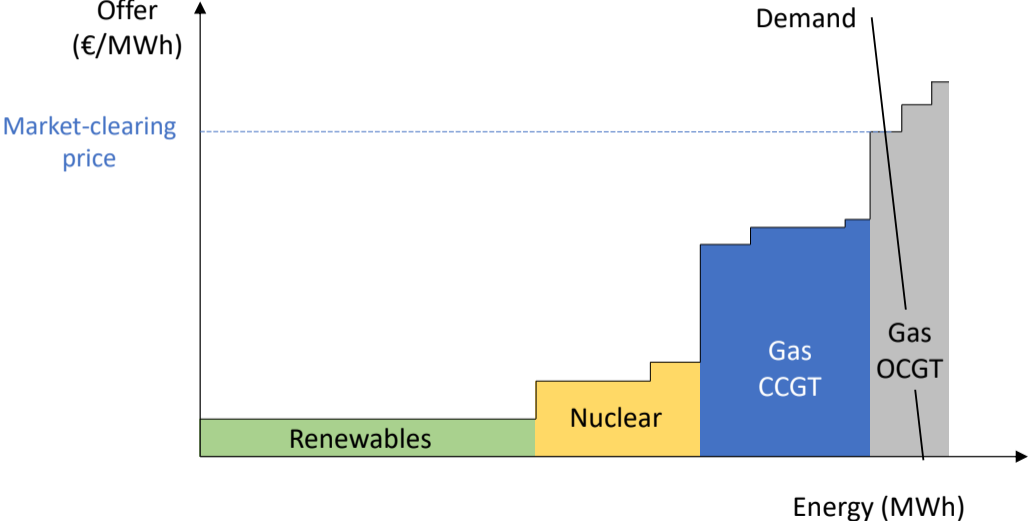 Offer
(€/MWh)
Demand
Market-clearing
price
Gas
OCGT
Gas
CCGT
Nuclear
Renewables
Energy (MWh)